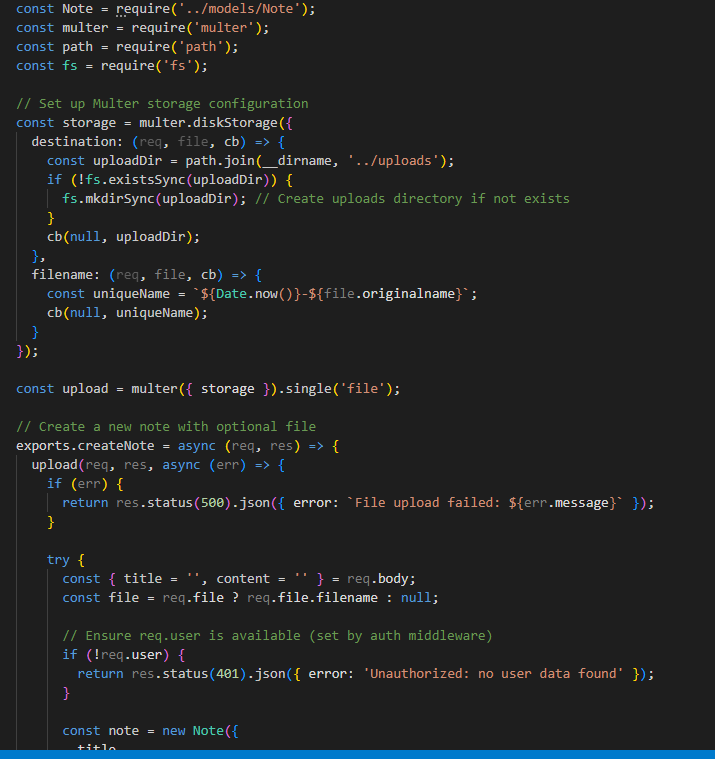 const Note = require('../models/Note');
const multer = require('multer');
const path = require('path');
const fs = require('fs');
// Set up Multer storage configuration
const storage = multer.diskStorage({
destination: (req, file, cb) => {
const uploadDir = path.join(__dirname, '../uploads');
if (!fs.existsSync(uploadDir)) {
fs.mkdirSync(uploadDir); // Create uploads directory if not exists
}
cb(null, uploadDir);
},
filename: (req, file, cb) => {
const uniqueName = `${Date.now()}-${file.originalname}`;
cb(null, uniqueName);
}
});
const upload = multer({ storage }).single('file');
// Create a new note with optional file
exports.createNote = async (req, res) => {
upload(req, res, async (err) => {
if (err) {
return res.status(500).json({ error: `File upload failed: ${err.message}` });
}
try {
const { title = '', content = '' } = req.body;
const file = req.file ? req.file.filename : null;
// Ensure req.user is available (set by auth middleware)
if (!req.user) {
return res.status(401).json({ error: 'Unauthorized: no user data found' });
}
const note = new Note({
title